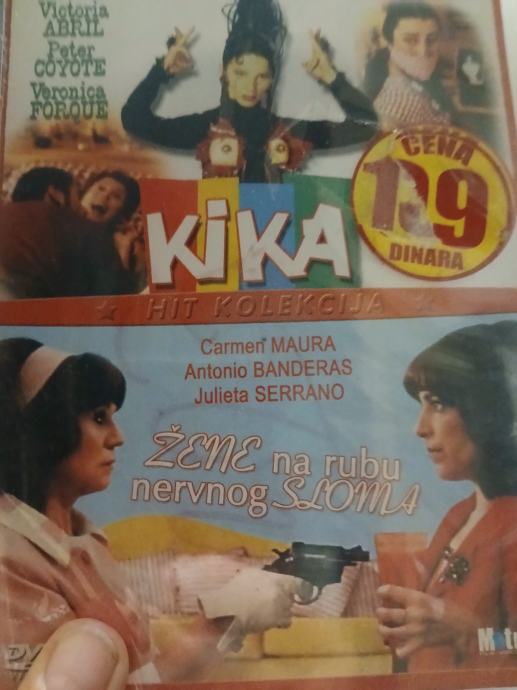 Victoria
ABRIL
Peter
COYOTE
Veronica
FORQUE
CENA
DINARA
KiKA
HIT KOLEKCIJA
Carmen MAURA
Antonio BANDERAS
Julieta SERRANO
ŽENE na rubu
nervnog SLOMA
DVD